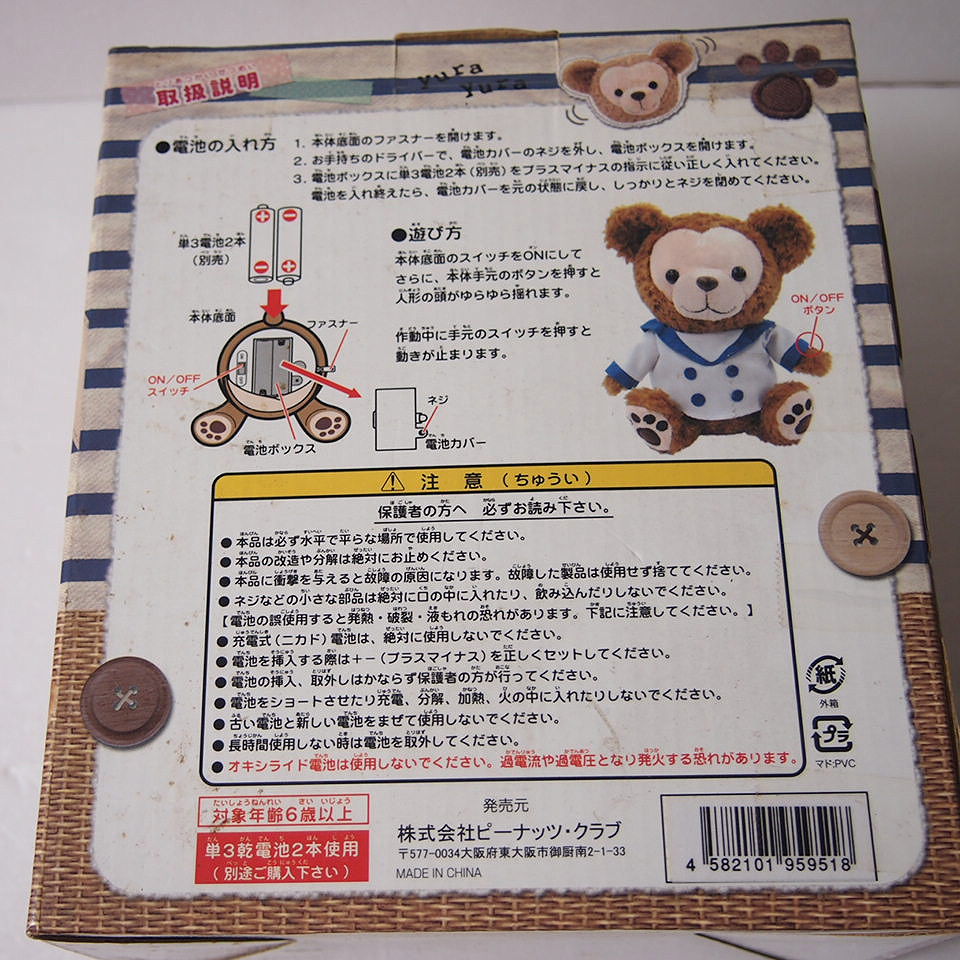 yura
yura
取扱説明
●電池の入れ方
1. 本体底面のファスナーを開けます。
2. お手持ちのドライバーで、電池カバーのネジを外し、電池ボックスを開けます。
3. 電池ボックスに単3電池2本(別売)をプラスマイナスの指示に従い正しく入れてください。
電池を入れ終えたら、電池カバーを元の状態に戻し、しっかりとネジを閉めてください。
単3電池2本
(別売)
本体底面
ファスナー
ON/OFF
スイッチ
電池ボックス
ネジ
電池カバー
●遊び方
本体底面のスイッチをONにして
さらに、本体手元のボタンを押すと
人形の頭がゆらゆら揺れます。
作動中に手元のスイッチを押すと
動きが止まります。
ON/OFF
ボタン
注 意 (ちゅうい)
保護者の方へ 必ずお読み下さい。
●本品は必ず水平で平らな場所で使用してください。
●本品の改造や分解は絶対にお止めください。
●本品に衝撃を与えると故障の原因になります。故障した製品は使用せず捨ててください。
●ネジなどの小さな部品は絶対に口の中に入れたり、飲み込んだりしないでください。
【電池の誤使用すると発熱・破裂・液もれの恐れがあります。下記に注意してください。】
●充電式(ニカド)電池は、絶対に使用しないでください。
●電池を挿入する際は+−(プラスマイナス)を正しくセットしてください。
●電池の挿入、取外しはかならず保護者の方が行ってください。
●電池をショートさせたり充電、分解、加熱、火の中に入れたりしないでください。
●古い電池と新しい電池をまぜて使用しないでください。
●長時間使用しない時は電池を取外してください。
●オキシライド電池は使用しないでください。過電流や過電圧となり発火する恐れがあります。
紙
外箱
プラ
マド:PVC
たいしょうねんれい さい いじょう
対象年齢6歳以上
単3乾電池2本使用
(別途ご購入下さい)
発売元
株式会社ピーナッツ・クラブ
〒577-0034大阪府東大阪市御厨南2-1-33
MADE IN CHINA
4 582101 959518